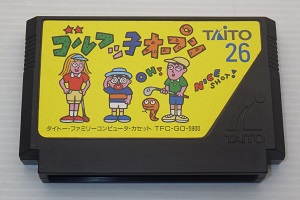 ゴルフッ子オープン
TAITO
26
OH!
NICE SHOT!
タイトー・ファミリーコンピュータ・カセット TFC-GO-5900
TAITO